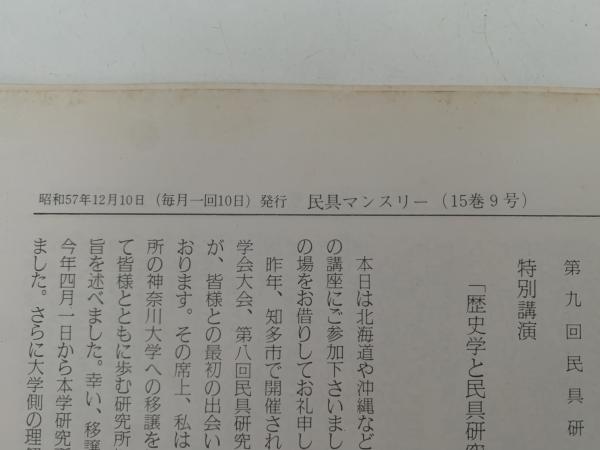 昭和57年12月10日（毎月一回10日）発行　民具マンスリー（15巻9号）
第九回民具研
特別講演
「歴史学と民具研究
本日は北海道や沖縄など
の講座にご参加下さいまし
の場をお借りしてお礼申し
昨年、知多市で開催され
学会大会、第八回民具研究
が、皆様との最初の出会い
おります。その席上、私は
所の神奈川大学への移譲を
て皆様とともに歩む研究所
旨を述べました。幸い、移譲
今年四月一日から本学研究所
ました。さらに大学側の理解